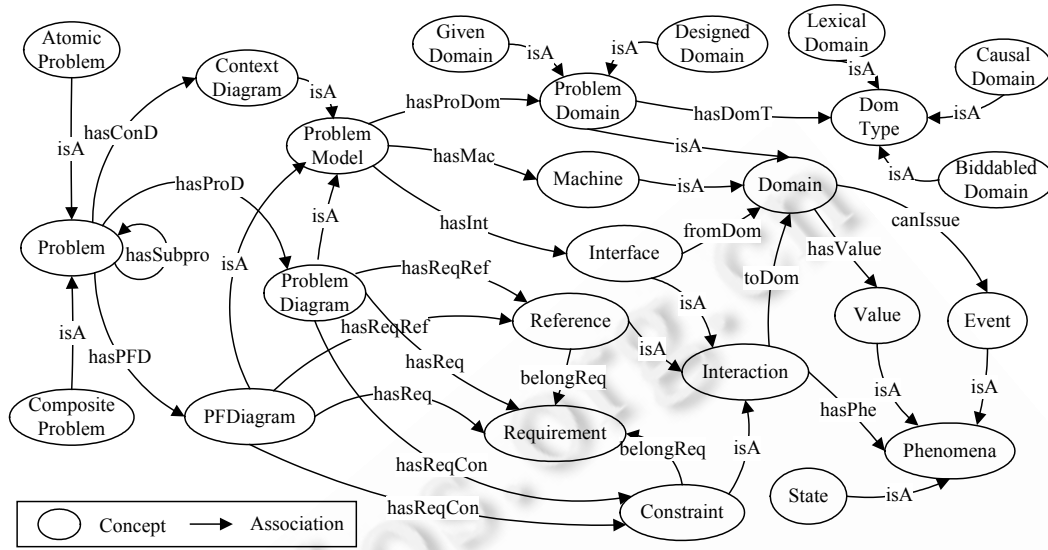 Atomic
Problem
Context
Diagram
Given
Domain
Designed
Domain
Lexical
Domain
Causal
Domain
isA
isA
isA
isA
isA
hasConD
isA
hasProDom
Problem
Domain
hasDomT
Dom
Type
Problem
Model
hasMac
isA
isA
isA
Biddabled
Domain
hasProD
isA
Machine
isA
Domain
Problem
hasSubpro
hasInt
Interface
fromDom
hasValue
canIssue
isA
Problem
Diagram
hasReqRef
isA
toDom
Value
Event
isA
hasPFD
hasReqRef
Reference
isA
Interaction
isA
isA
hasReq
belongReq
Composite
Problem
PFDiagram
hasReq
Requirement
hasPhe
Phenomena
belongReq
isA
hasReqCon
hasReqCon
Constraint
State
isA
Concept
Association